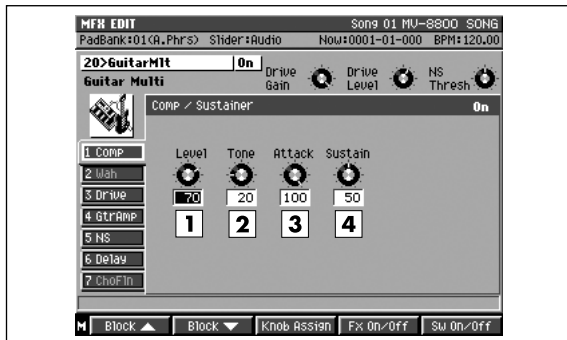 MFX EDIT Song 01 MV-8800 SONG
PadBank:01(A.Phrs) Slider:Audio Now:0001-01-000 BPM:120.00
20>GuitarMlt On
Guitar Multi
Drive Gain
Drive Level
NS Thresh
Comp / Sustainer On
1 Comp
2 Wah
3 Drive
4 GtrAmp
5 NS
6 Delay
7 ChoFln
Level Tone Attack Sustain
70 20 100 50
1 2 3 4
M Block ▲ Block ▼ Knob Assign Fx On/Off Sw On/Off